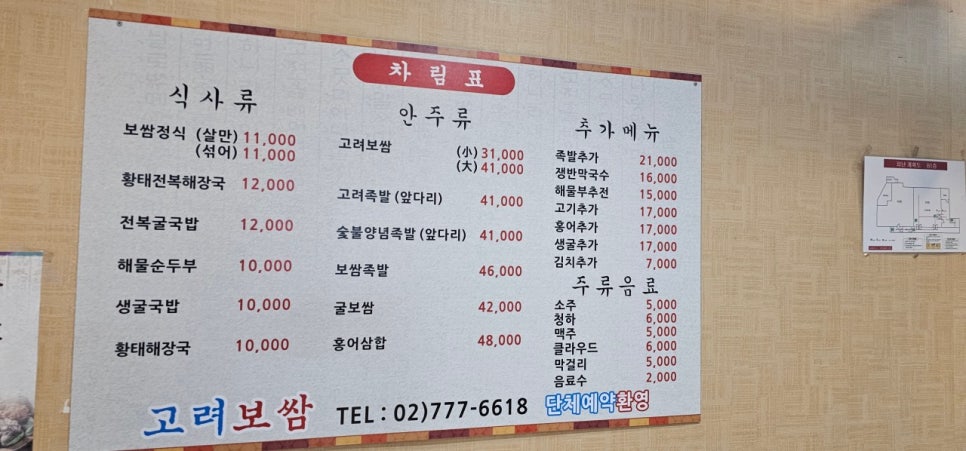 차림표
식사류
보쌈정식 (살만) 11,000
(섞어) 11,000
황태전복해장국 12,000
전복굴국밥 12,000
해물순두부 10,000
생굴국밥 10,000
황태해장국 10,000
안주류
고려보쌈 (小) 31,000
(大) 41,000
고려족발 (앞다리) 41,000
숯불양념족발 (앞다리) 41,000
보쌈족발 46,000
굴보쌈 42,000
홍어삼합 48,000
추가메뉴
족발추가 21,000
쟁반막국수 16,000
해물부추전 15,000
고기추가 17,000
홍어추가 17,000
생굴추가 17,000
김치추가 7,000
주류음료
소주 5,000
청하 6,000
맥주 5,000
클라우드 6,000
막걸리 5,000
음료수 2,000
고려보쌈 TEL : 02)777-6618 단체예약환영